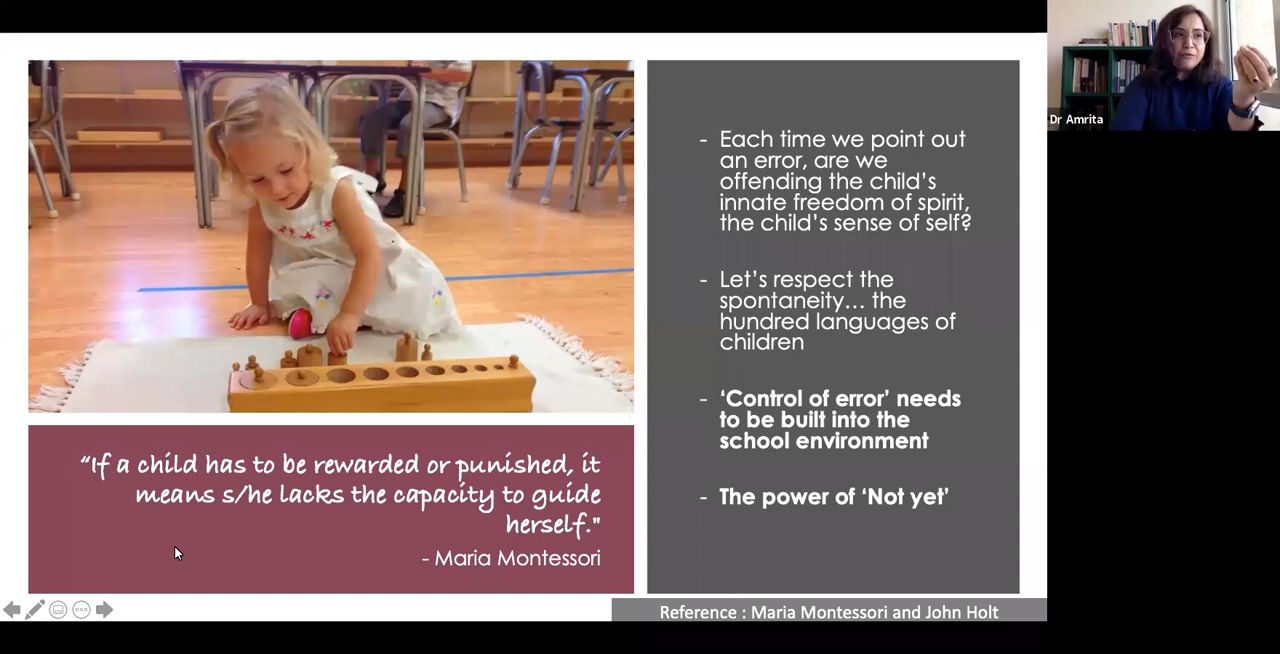 - Each time we point out
an error, are we
offending the child's
innate freedom of spirit,
the child's sense of self?
- Let's respect the
spontaneity... the
hundred languages of
children
- ‘Control of error’ needs
to be built into the
school environment
- The power of ‘Not yet’
“If a child has to be rewarded or punished, it
means s/he lacks the capacity to guide
herself."
- Maria Montessori
Reference : Maria Montessori and John Holt
Dr Amrita